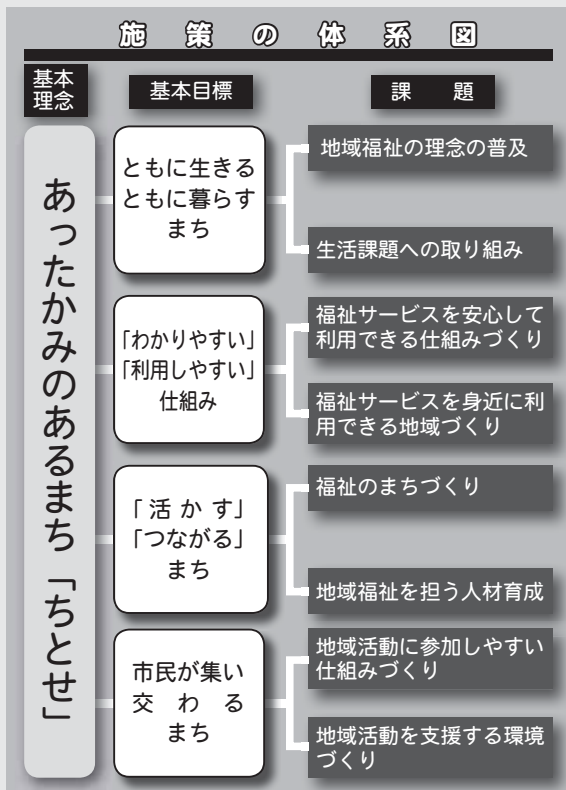 施策の体系図
基本
理念
基本目標
課題
あったかみのあるまち「ちとせ」
ともに生きる
ともに暮らす
まち
地域福祉の理念の普及
生活課題への取り組み
「わかりやすい」
「利用しやすい」
仕組み
福祉サービスを安心して
利用できる仕組みづくり
福祉サービスを身近に利
用できる地域づくり
「活かす」
「つながる」
まち
福祉のまちづくり
地域福祉を担う人材育成
市民が集い
交わる
まち
地域活動に参加しやすい
仕組みづくり
地域活動を支援する環境
づくり